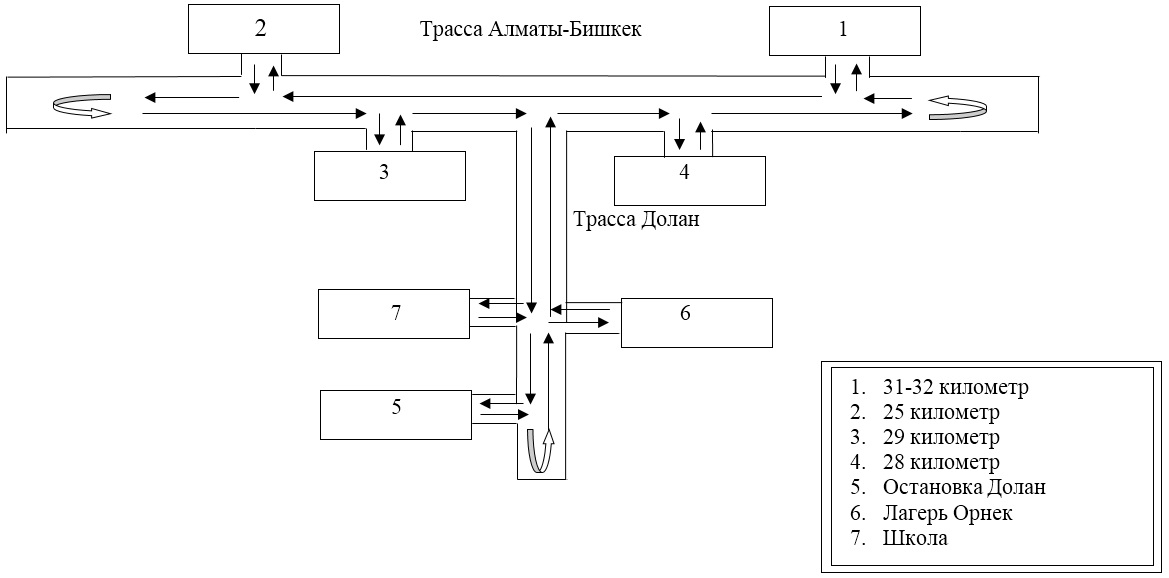 2
Трасса Алматы-Бишкек
1
3
4
Трасса Долан
7
6
5
1. 31-32 километр
2. 25 километр
3. 29 километр
4. 28 километр
5. Остановка Долан
6. Лагерь Орнек
7. Школа